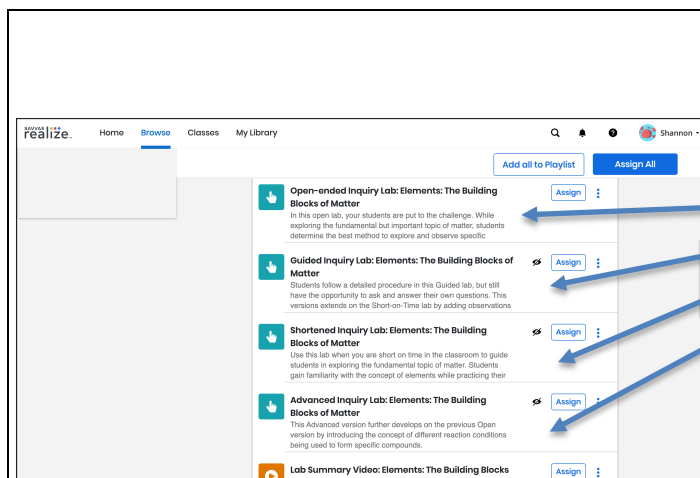 SAVVAS
realize.
Home Browse Classes My Library
Shannon
Add all to Playlist Assign All
Open-ended Inquiry Lab: Elements: The Building Assign
Blocks of Matter
In this open lab, your students are put to the challenge. While
exploring the fundamental but important topic of matter, students
determine the best method to explore and observe specific
Guided Inquiry Lab: Elements: The Building Blocks of Assign
Matter
Students follow a detailed procedure in this Guided lab, but still
have the opportunity to ask and answer their own questions. This
versions extends on the Short-on-Time lab by adding observations
Shortened Inquiry Lab: Elements: The Building Assign
Blocks of Matter
Use this lab when you are short on time in the classroom to guide
students in exploring the fundamental topic of matter. Students
gain familiarity with the concept of elements while practicing their
Advanced Inquiry Lab: Elements: The Building Assign
Blocks of Matter
This Advanced version further develops on the previous Open
version by introducing the concept of different reaction conditions
being used to form specific compounds.
Lab Summary Video: Elements: The Building Blocks Assign